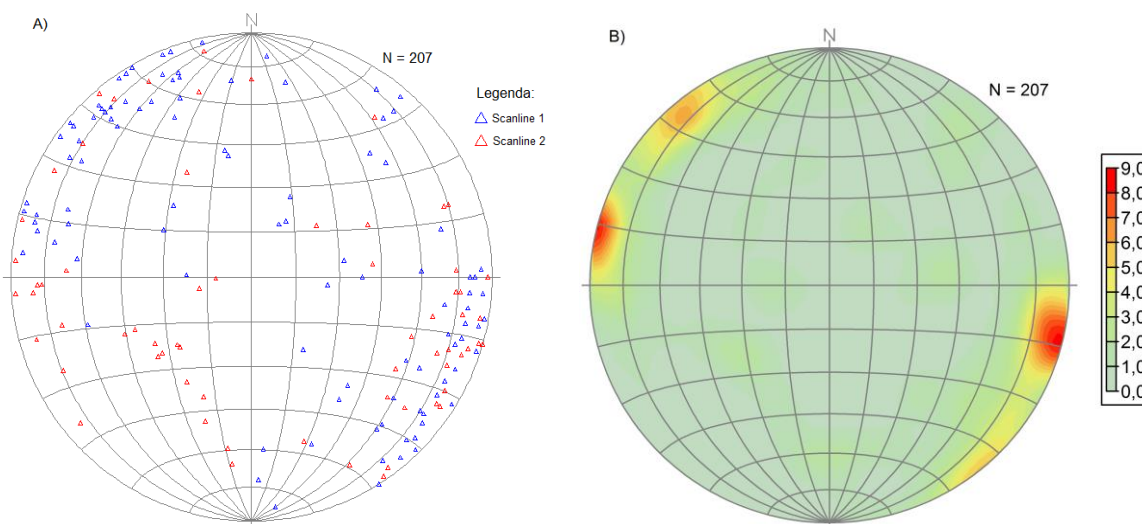 A)
N
N = 207
Legenda:
Scanline 1
Scanline 2
B)
N
N = 207
9,0
8,0
7,0
6,0
5,0
4,0
3,0
2,0
1,0
0,0